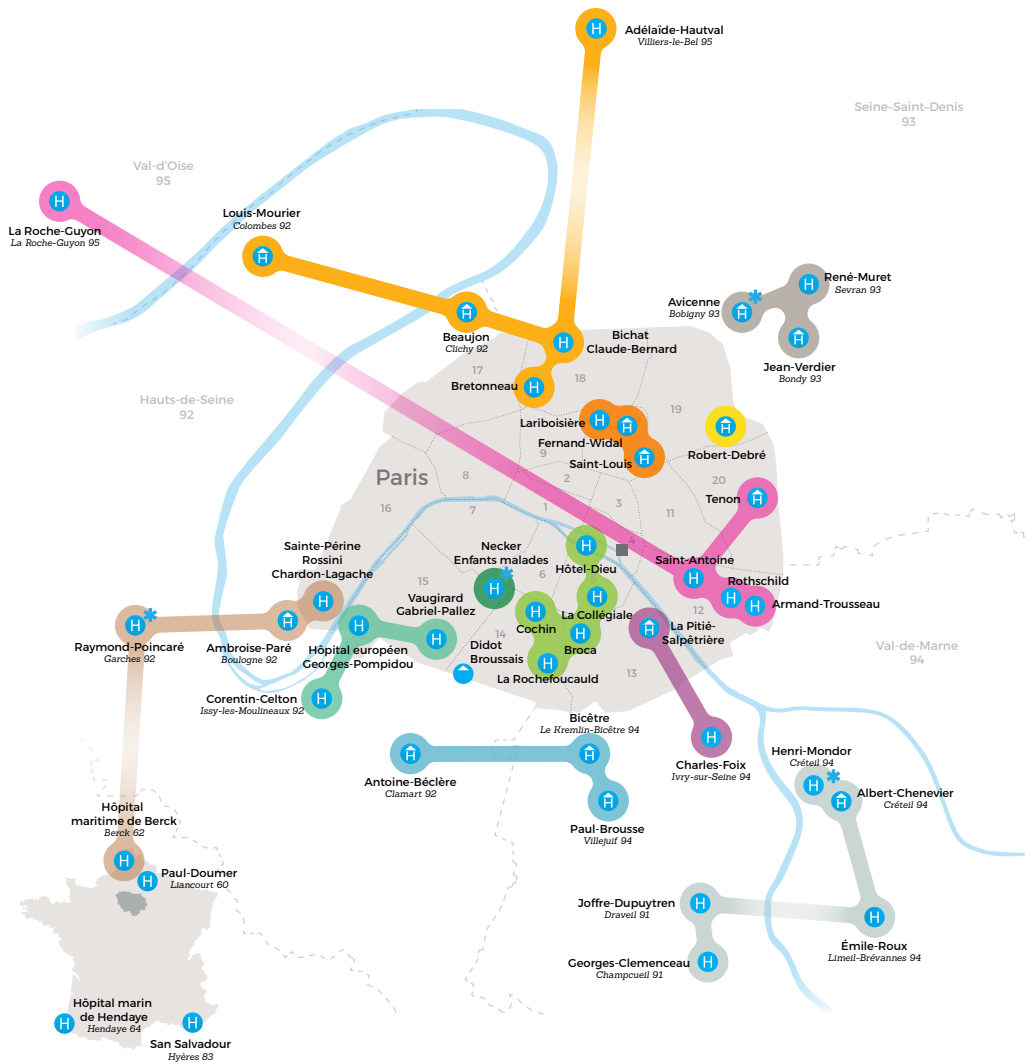 Adélaïde-Hautval
Villiers-le-Bel 95
Seine-Saint-Denis
93
Val-d'Oise
95
La Roche-Guyon
La Roche-Guyon 95
Louis-Mourier
Colombes 92
Beaujon
Clichy 92
Bichat
Claude-Bernard
Bretonneau
René-Muret
Sevran 93
Avicenne
Bobigny 93
Jean-Verdier
Bondy 93
Hauts-de-Seine
92
17
18
19
Lariboisière
Fernand-Widal
Saint-Louis
Robert-Debré
9
Paris
8
2
20
Tenon
16
7
1
3
11
4
Sainte-Périne
Rossini
Chardon-Lagache
Necker
Enfants malades
Hôtel-Dieu
Saint-Antoine
Rothschild
Armand-Trousseau
15
6
5
12
Vaugirard
Gabriel-Pallez
La Collégiale
Cochin
Broca
La Pitié-
Salpêtrière
Raymond-Poincaré
Garches 92
Ambroise-Paré
Boulogne 92
Hôpital européen
Georges-Pompidou
14
Didot
Broussais
La Rochefoucauld
13
Val-de-Marne
94
Corentin-Celton
Issy-les-Moulineaux 92
Bicêtre
Le Kremlin-Bicêtre 94
Antoine-Béclère
Clamart 92
Charles-Foix
Ivry-sur-Seine 94
Henri-Mondor
Créteil 94
Albert-Chenevier
Créteil 94
Paul-Brousse
Villejuif 94
Hôpital
maritime de Berck
Berck 62
Paul-Doumer
Liancourt 60
Joffre-Dupuytren
Draveil 91
Émile-Roux
Limeil-Brévannes 94
Georges-Clemenceau
Champcueil 91
Hôpital marin
de Hendaye
Hendaye 64
San Salvadour
Hyères 83